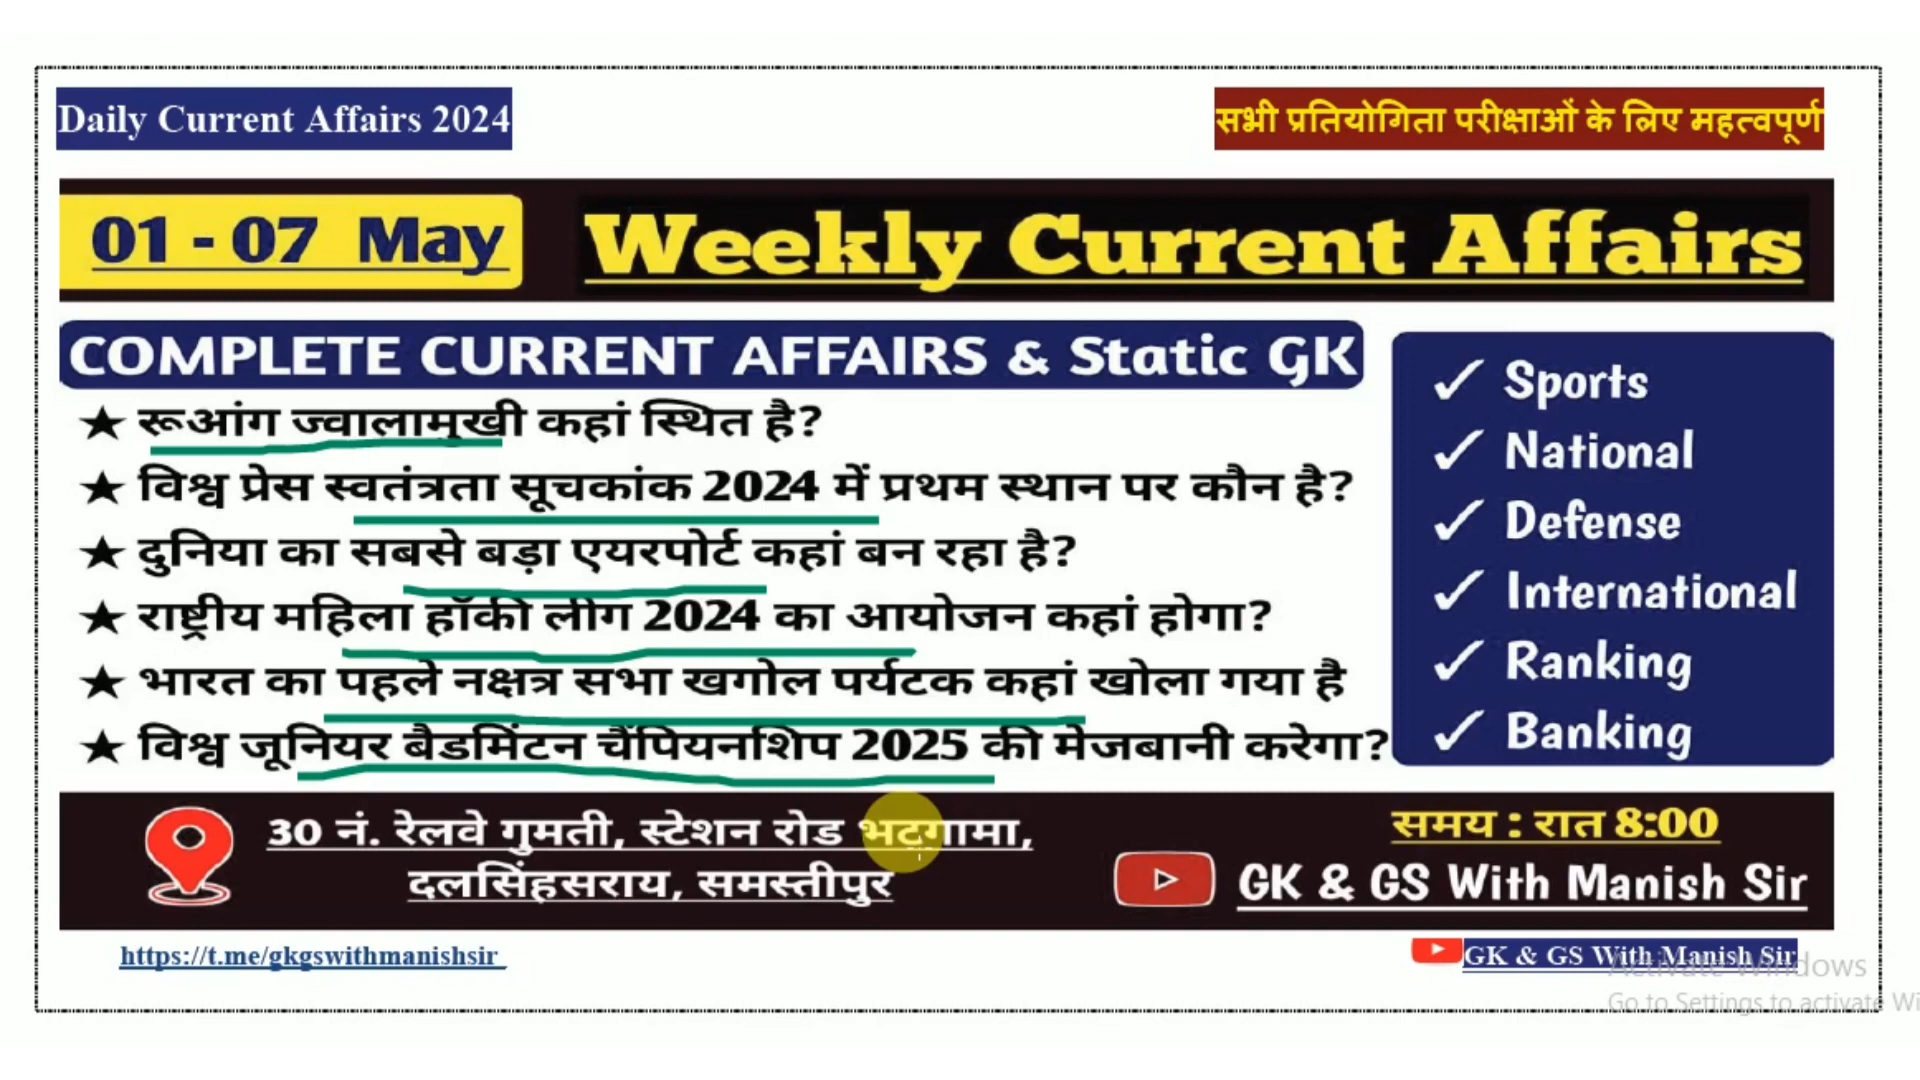 Daily Current Affairs 2024
सभी प्रतियोगिता परीक्षाओं के लिए महत्वपूर्ण
01 - 07 May
Weekly Current Affairs
COMPLETE CURRENT AFFAIRS & Static GK
★ रूआंग ज्वालामुखी कहां स्थित है?
★ विश्व प्रेस स्वतंत्रता सूचकांक 2024 में प्रथम स्थान पर कौन है?
★ दुनिया का सबसे बड़ा एयरपोर्ट कहां बन रहा है?
★ राष्ट्रीय महिला हॉकी लीग 2024 का आयोजन कहां होगा?
★ भारत का पहले नक्षत्र सभा खगोल पर्यटक कहां खोला गया है
★ विश्व जूनियर बैडमिंटन चैंपियनशिप 2025 की मेजबानी करेगा?
✓ Sports
✓ National
✓ Defense
✓ International
✓ Ranking
✓ Banking
30 नं. रेलवे गुमती, स्टेशन रोड भटगामा,
दलसिंहसराय, समस्तीपुर
समय : रात 8:00
GK & GS With Manish Sir
https://t.me/gkgswithmanishsir
GK & GS With Manish Sir
Activate Windows
Go to Settings to activate Wi